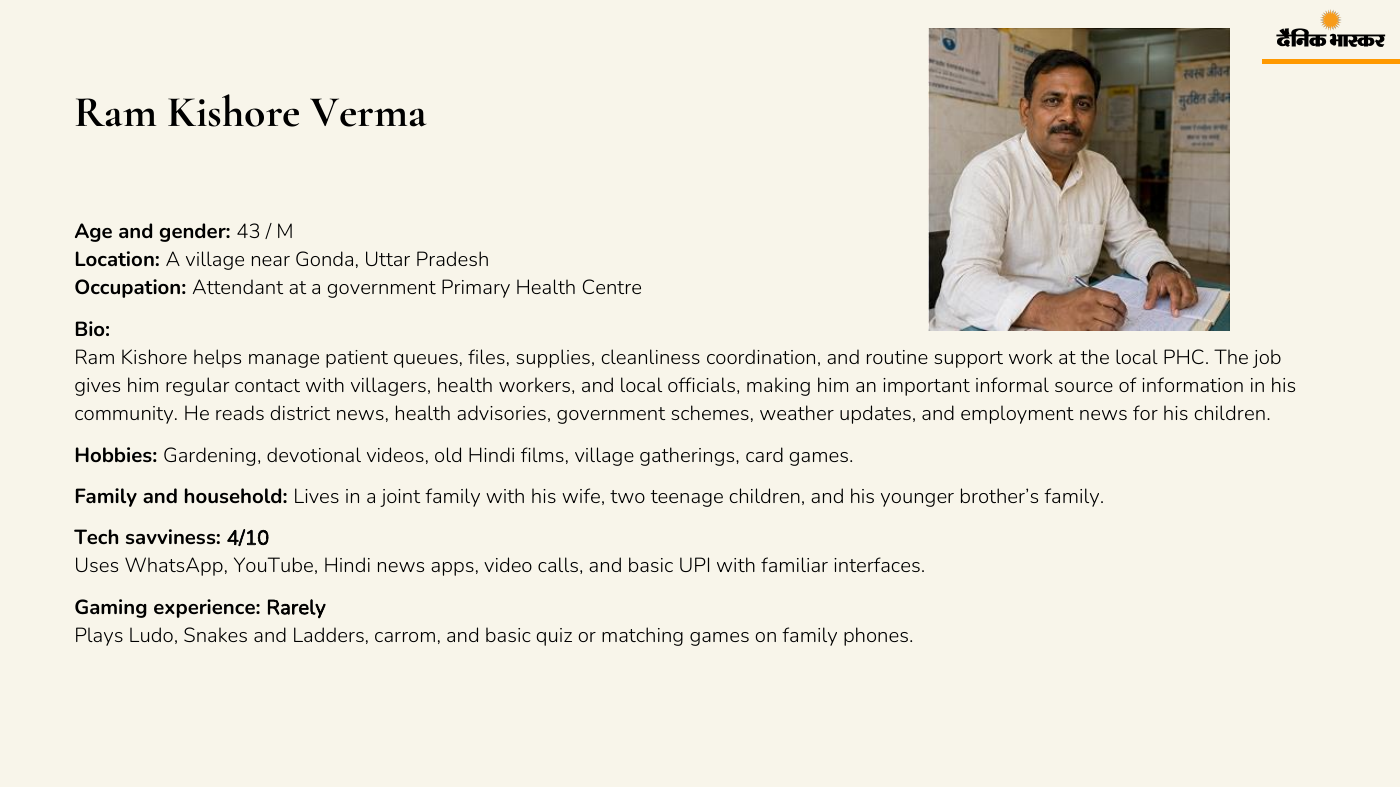 दैनिक भास्कर
स्वस्थ जीवन
सुरक्षित जीवन
Ram Kishore Verma
Age and gender: 43 / M
Location: A village near Gonda, Uttar Pradesh
Occupation: Attendant at a government Primary Health Centre
Bio:
Ram Kishore helps manage patient queues, files, supplies, cleanliness coordination, and routine support work at the local PHC. The job
gives him regular contact with villagers, health workers, and local officials, making him an important informal source of information in his
community. He reads district news, health advisories, government schemes, weather updates, and employment news for his children.
Hobbies: Gardening, devotional videos, old Hindi films, village gatherings, card games.
Family and household: Lives in a joint family with his wife, two teenage children, and his younger brother’s family.
Tech savviness: 4/10
Uses WhatsApp, YouTube, Hindi news apps, video calls, and basic UPI with familiar interfaces.
Gaming experience: Rarely
Plays Ludo, Snakes and Ladders, carrom, and basic quiz or matching games on family phones.